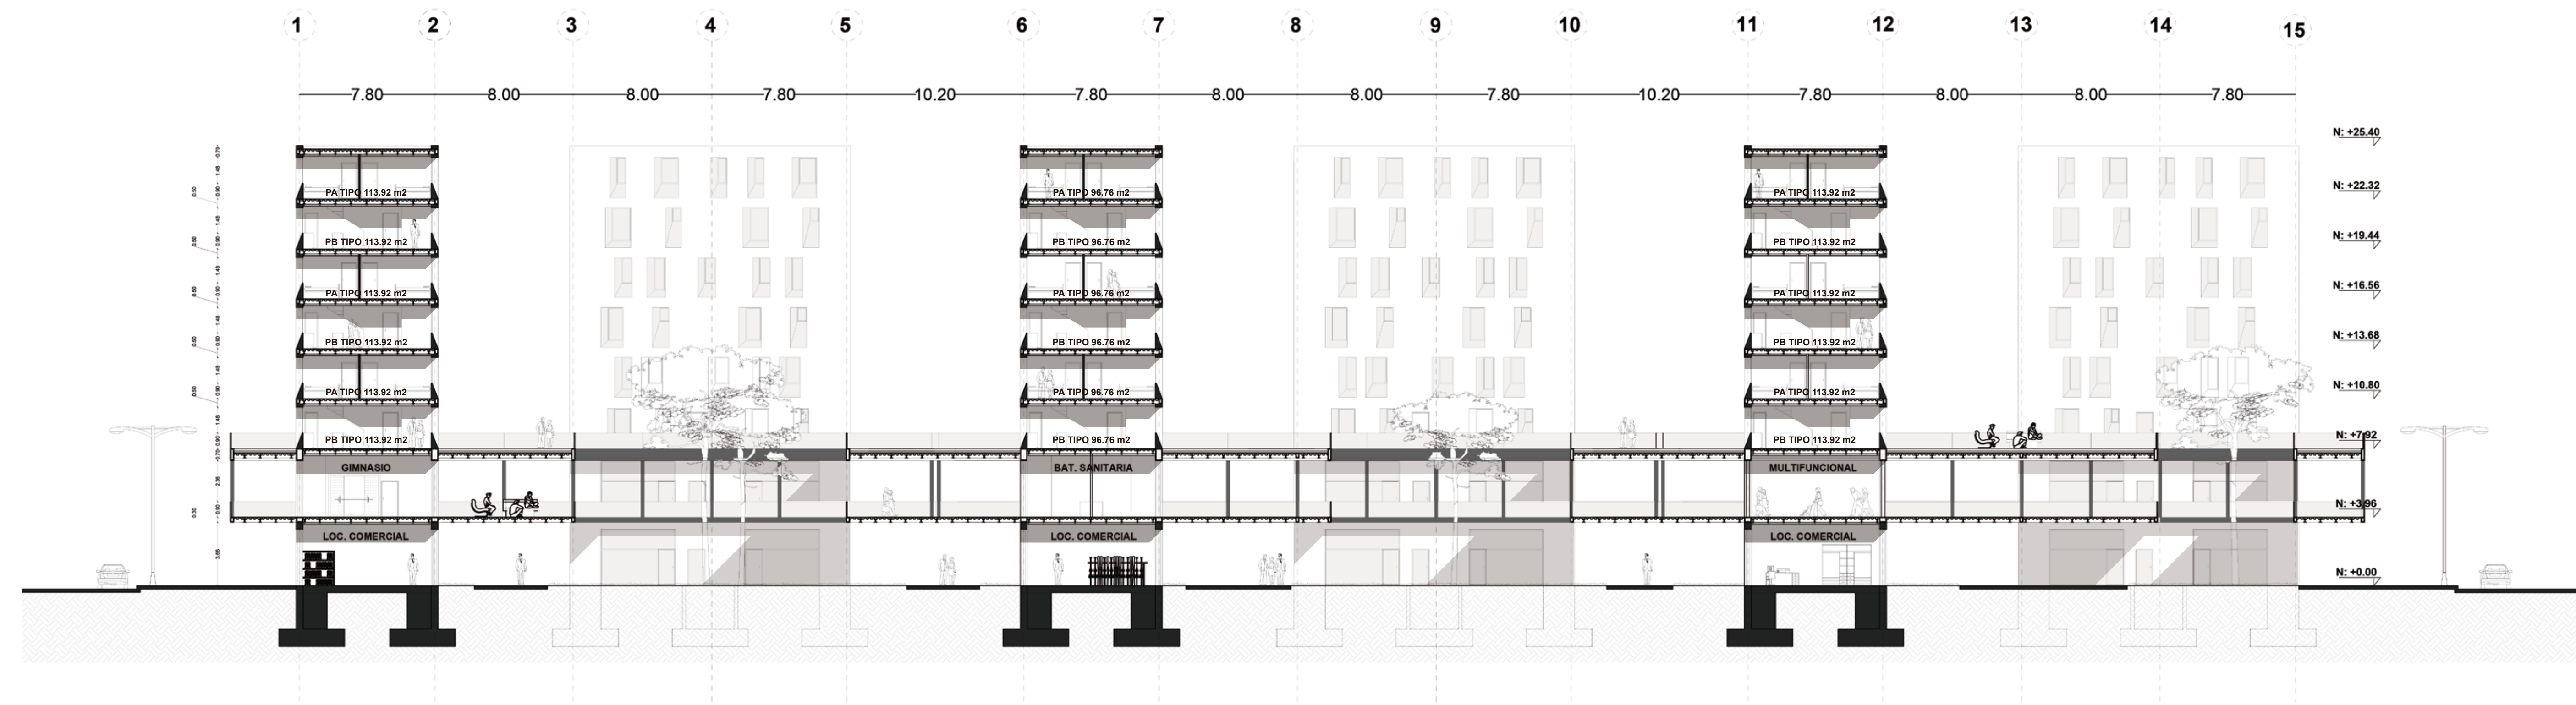 1 2 3 4 5 6 7 8 9 10 11 12 13 14 15
7.80 8.00 8.00 7.80 10.20 7.80 8.00 8.00 7.80 10.20 7.80 8.00 8.00 7.80
N: +25.40
PA TIPO 113.92 m2 PA TIPO 96.76 m2 PA TIPO 113.92 m2 N: +22.32
PB TIPO 113.92 m2 PB TIPO 96.76 m2 PB TIPO 113.92 m2 N: +19.44
PA TIPO 113.92 m2 PA TIPO 96.76 m2 PA TIPO 113.92 m2 N: +16.56
PB TIPO 113.92 m2 PB TIPO 96.76 m2 PB TIPO 113.92 m2 N: +13.68
PA TIPO 113.92 m2 PA TIPO 96.76 m2 PA TIPO 113.92 m2 N: +10.80
PB TIPO 113.92 m2 PB TIPO 96.76 m2 PB TIPO 113.92 m2 N: +7.92
GIMNASIO BAT. SANITARIA MULTIFUNCIONAL
N: +3.96
LOC. COMERCIAL LOC. COMERCIAL LOC. COMERCIAL
N: +0.00